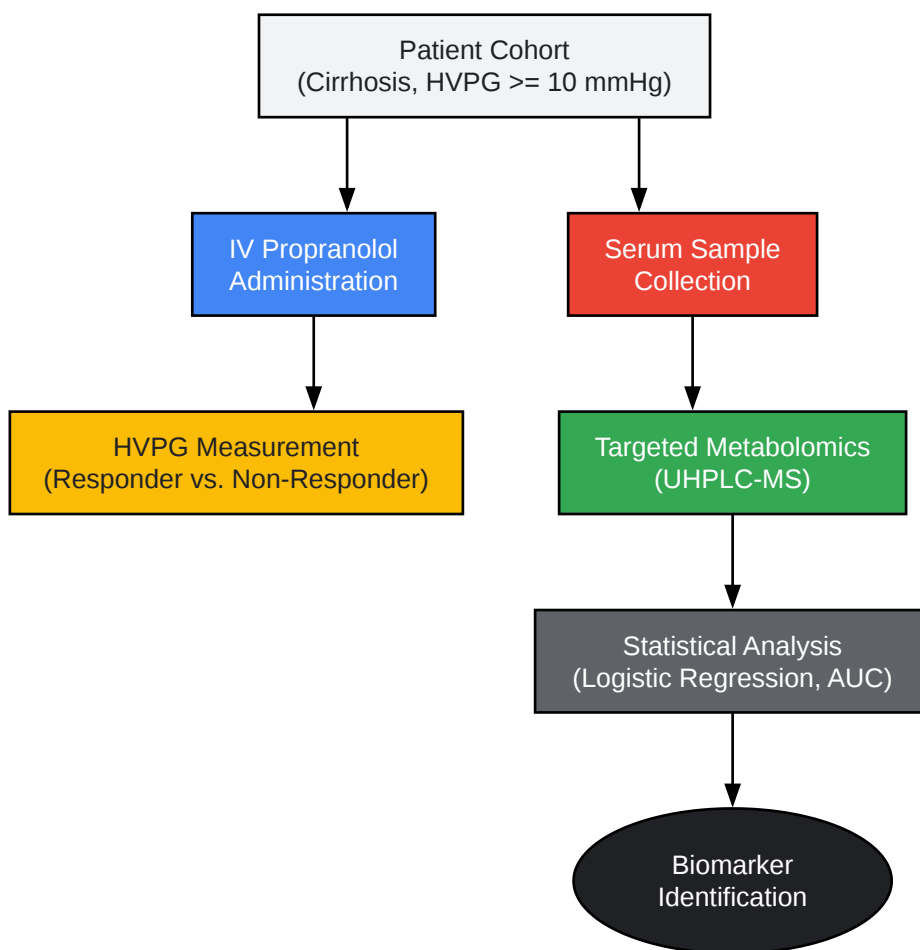 Patient Cohort
(Cirrhosis, HVPG >= 10 mmHg)
IV Propranolol
Administration
Serum Sample
Collection
HVPG Measurement
(Responder vs. Non-Responder)
Targeted Metabolomics
(UHPLC-MS)
Statistical Analysis
(Logistic Regression, AUC)
Biomarker
Identification